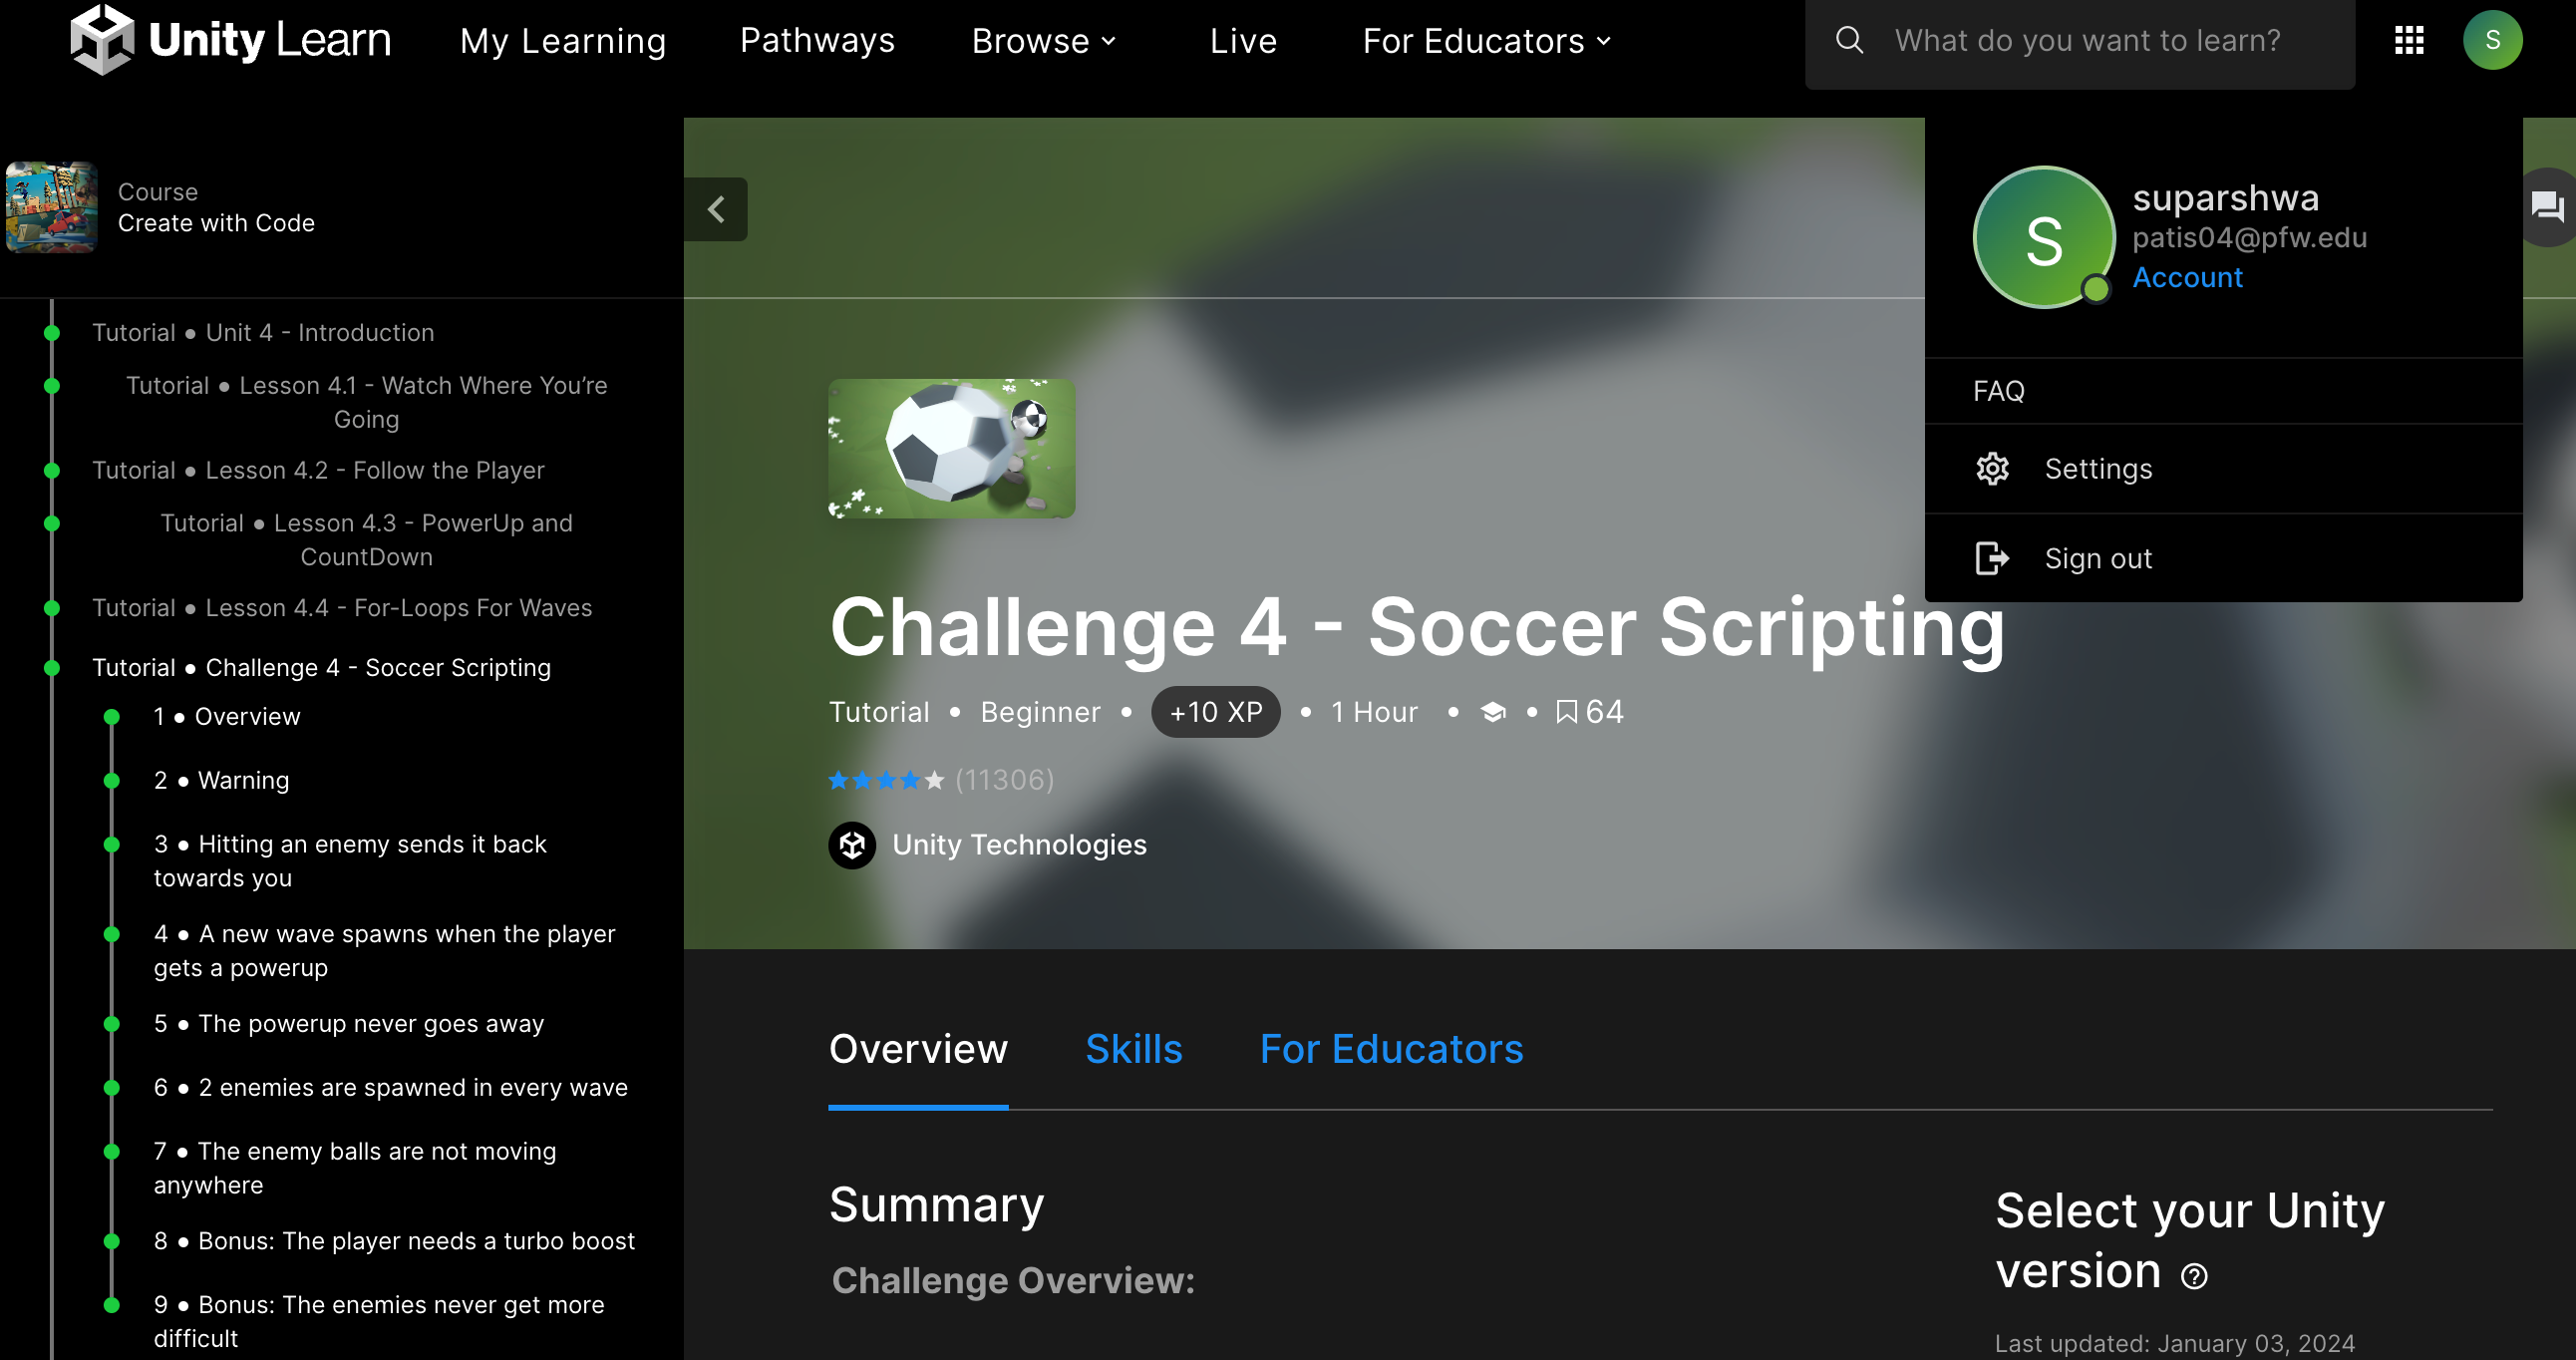 Unity Learn
My Learning
Pathways
Browse
Live
For Educators
What do you want to learn?
S
Course
Create with Code
Tutorial ● Unit 4 - Introduction
Tutorial ● Lesson 4.1 - Watch Where You’re
Going
Tutorial ● Lesson 4.2 - Follow the Player
Tutorial ● Lesson 4.3 - PowerUp and
CountDown
Tutorial ● Lesson 4.4 - For-Loops For Waves
Tutorial ● Challenge 4 - Soccer Scripting
1 ● Overview
2 ● Warning
3 ● Hitting an enemy sends it back
towards you
4 ● A new wave spawns when the player
gets a powerup
5 ● The powerup never goes away
6 ● 2 enemies are spawned in every wave
7 ● The enemy balls are not moving
anywhere
8 ● Bonus: The player needs a turbo boost
9 ● Bonus: The enemies never get more
difficult
S
suparshwa
patis04@pfw.edu
Account
FAQ
Settings
Sign out
Challenge 4 - Soccer Scripting
Tutorial • Beginner • +10 XP • 1 Hour • • 64
(11306)
Unity Technologies
Overview
Skills
For Educators
Summary
Challenge Overview:
Select your Unity
version
Last updated: January 03, 2024